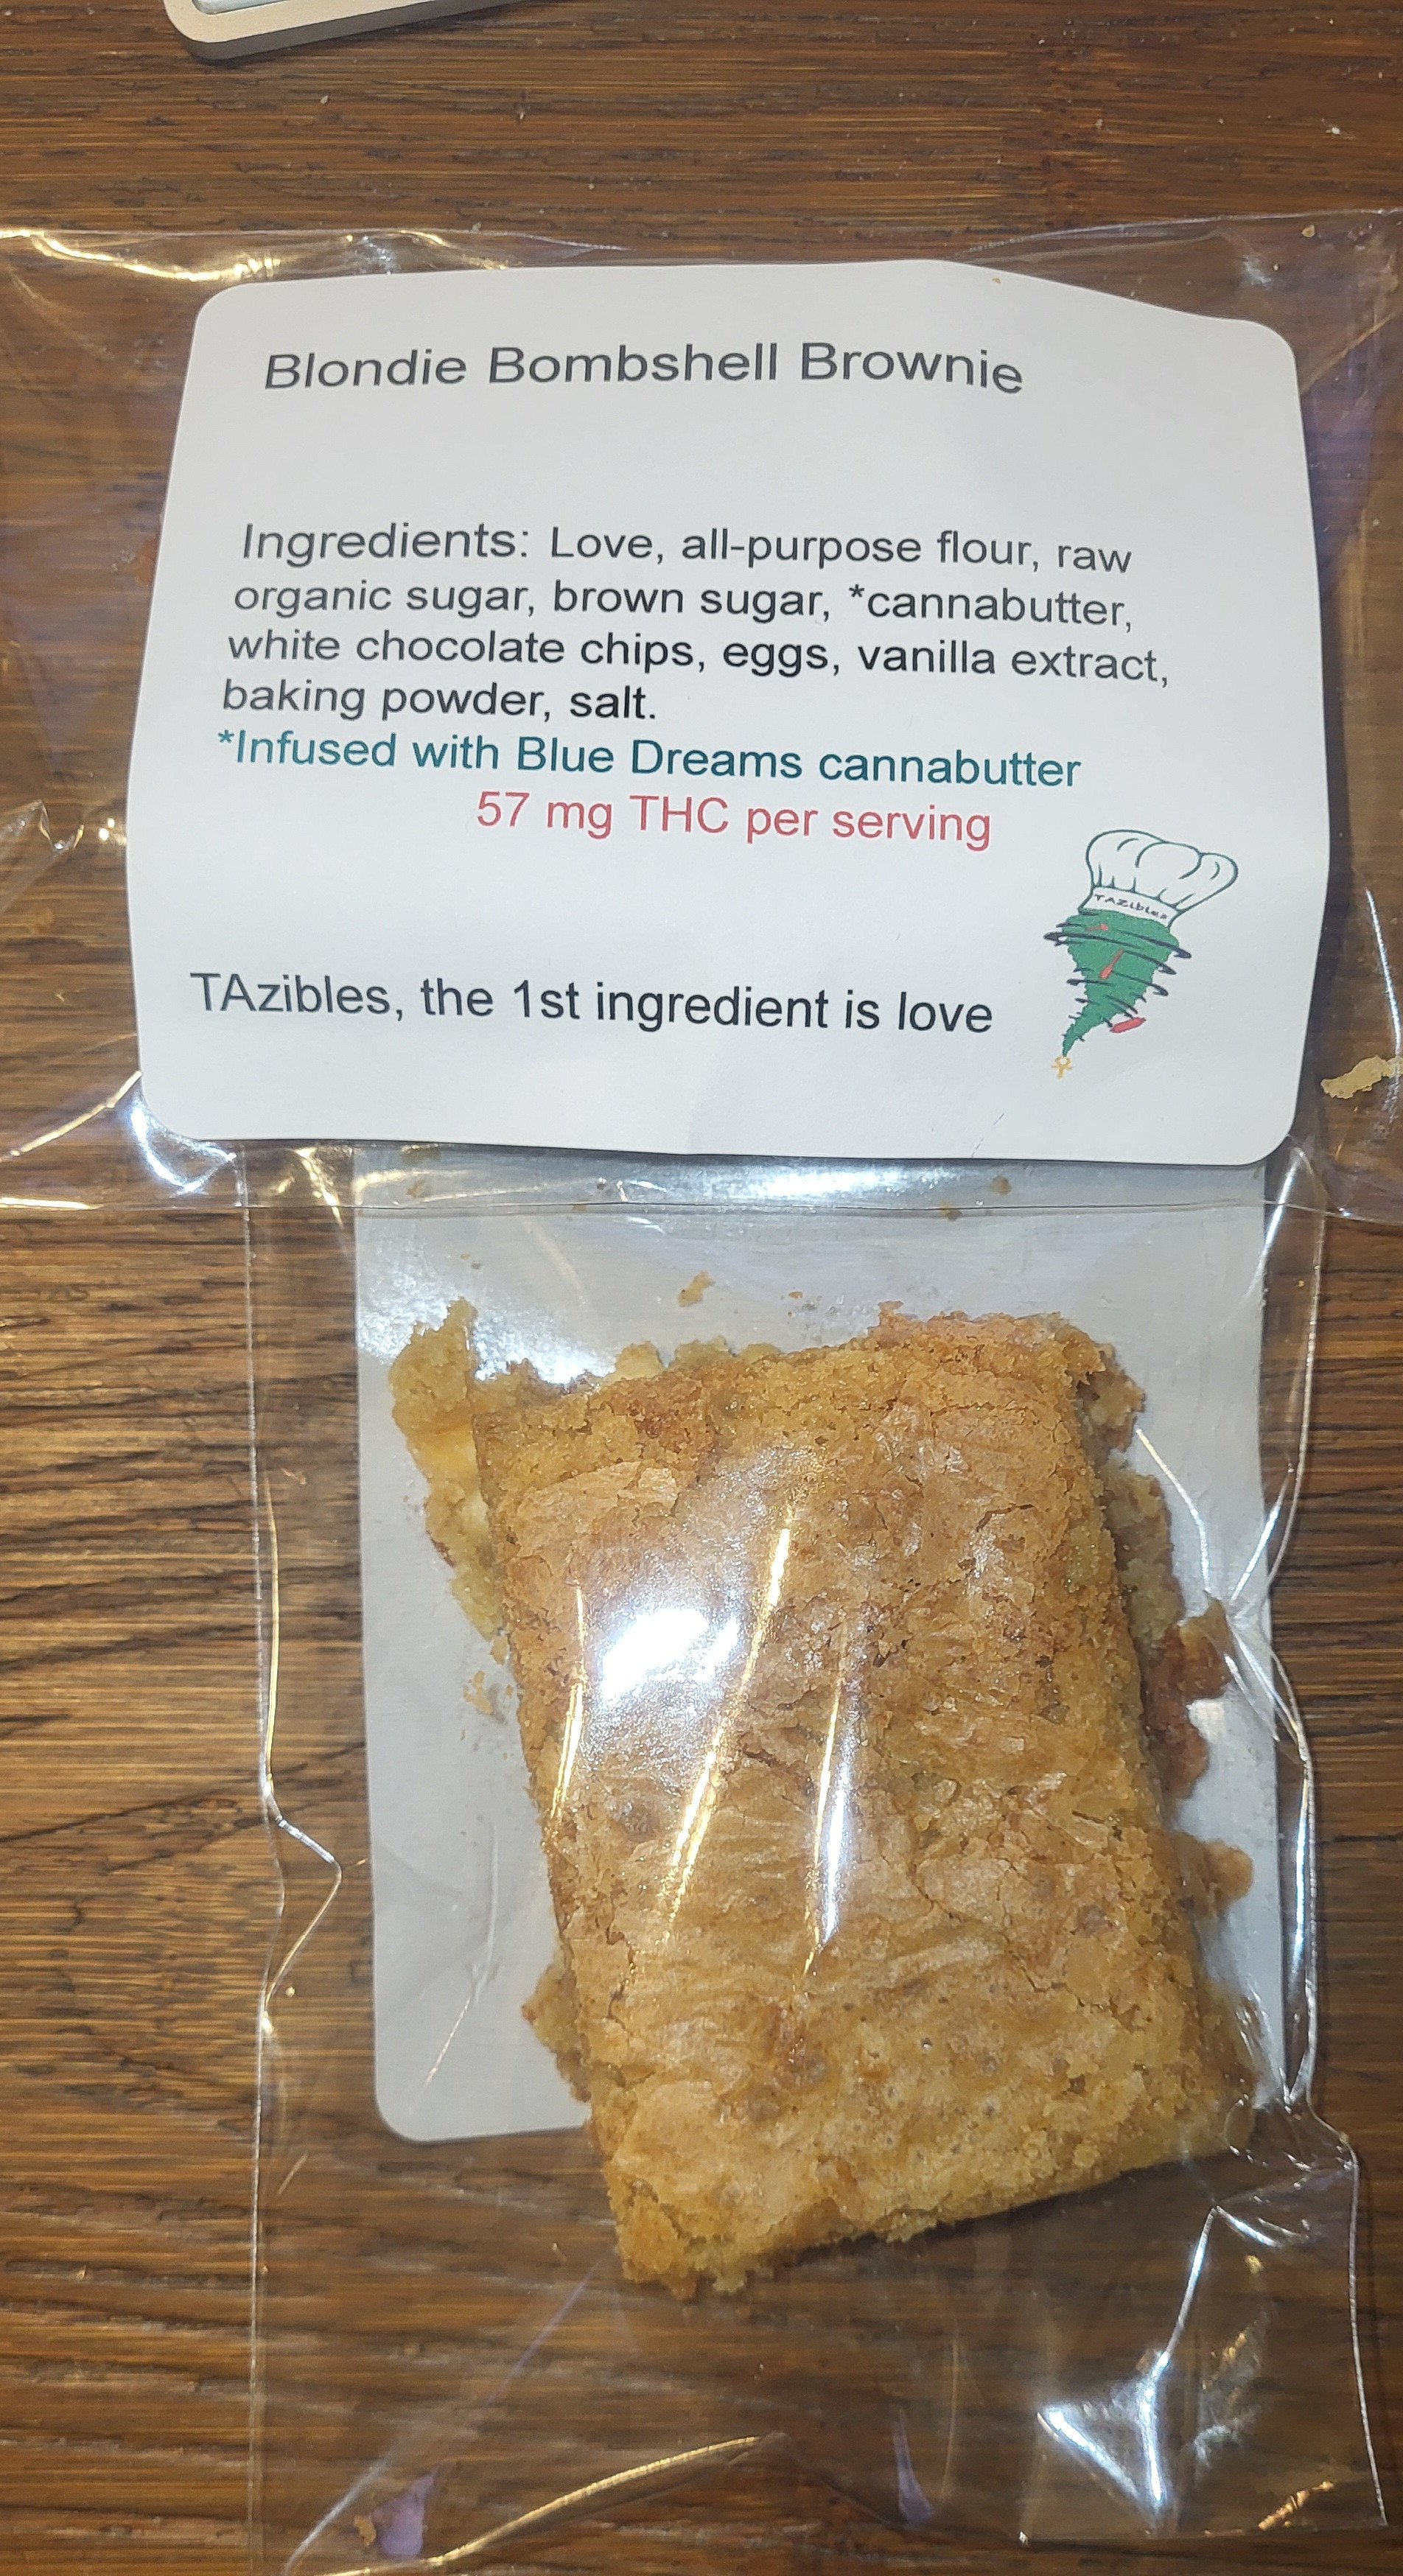 Blondie Bombshell Brownie
Ingredients: Love, all-purpose flour, raw
organic sugar, brown sugar, *cannabutter,
white chocolate chips, eggs, vanilla extract,
baking powder, salt.
*Infused with Blue Dreams cannabutter
57 mg THC per serving
TAzibles
TAzibles, the 1st ingredient is love